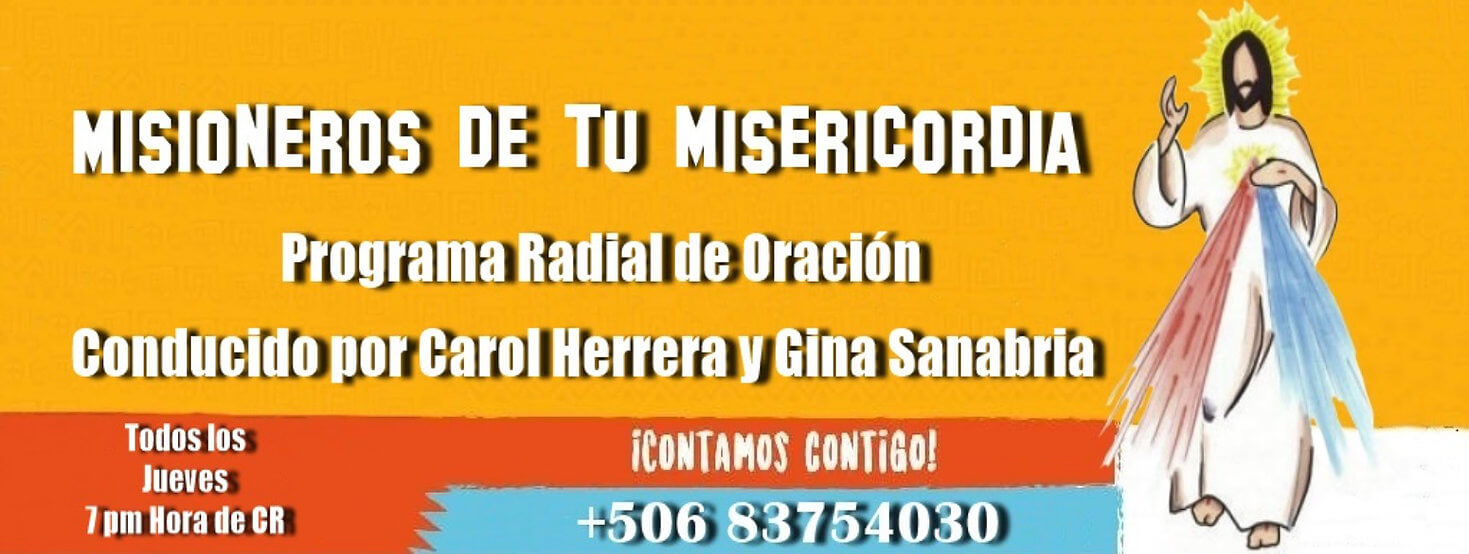 MISIONEROS DE TU MISERICORDIA
Programa Radial de Oración
Conducido por Carol Herrera y Gina Sanabria
Todos los
Jueves
7 pm Hora de CR
¡CONTAMOS CONTIGO!
+506 83754030